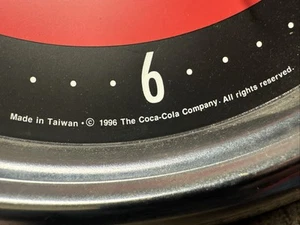 6
Made in Taiwan • © 1996 The Coca-Cola Company. All rights reserved.